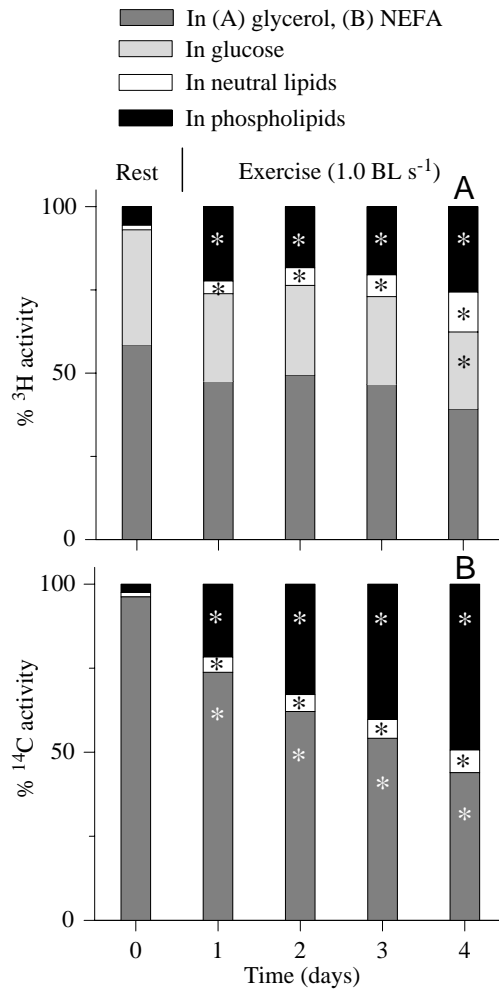 In (A) glycerol, (B) NEFA
In glucose
In neutral lipids
In phospholipids
Rest Exercise (1.0 BL s⁻¹)
A
100
50
0
% ³H activity
* * * *
* * * *
*
B
100
50
0
% ¹⁴C activity
* * * *
* * * *
* * * *
0 1 2 3 4
Time (days)